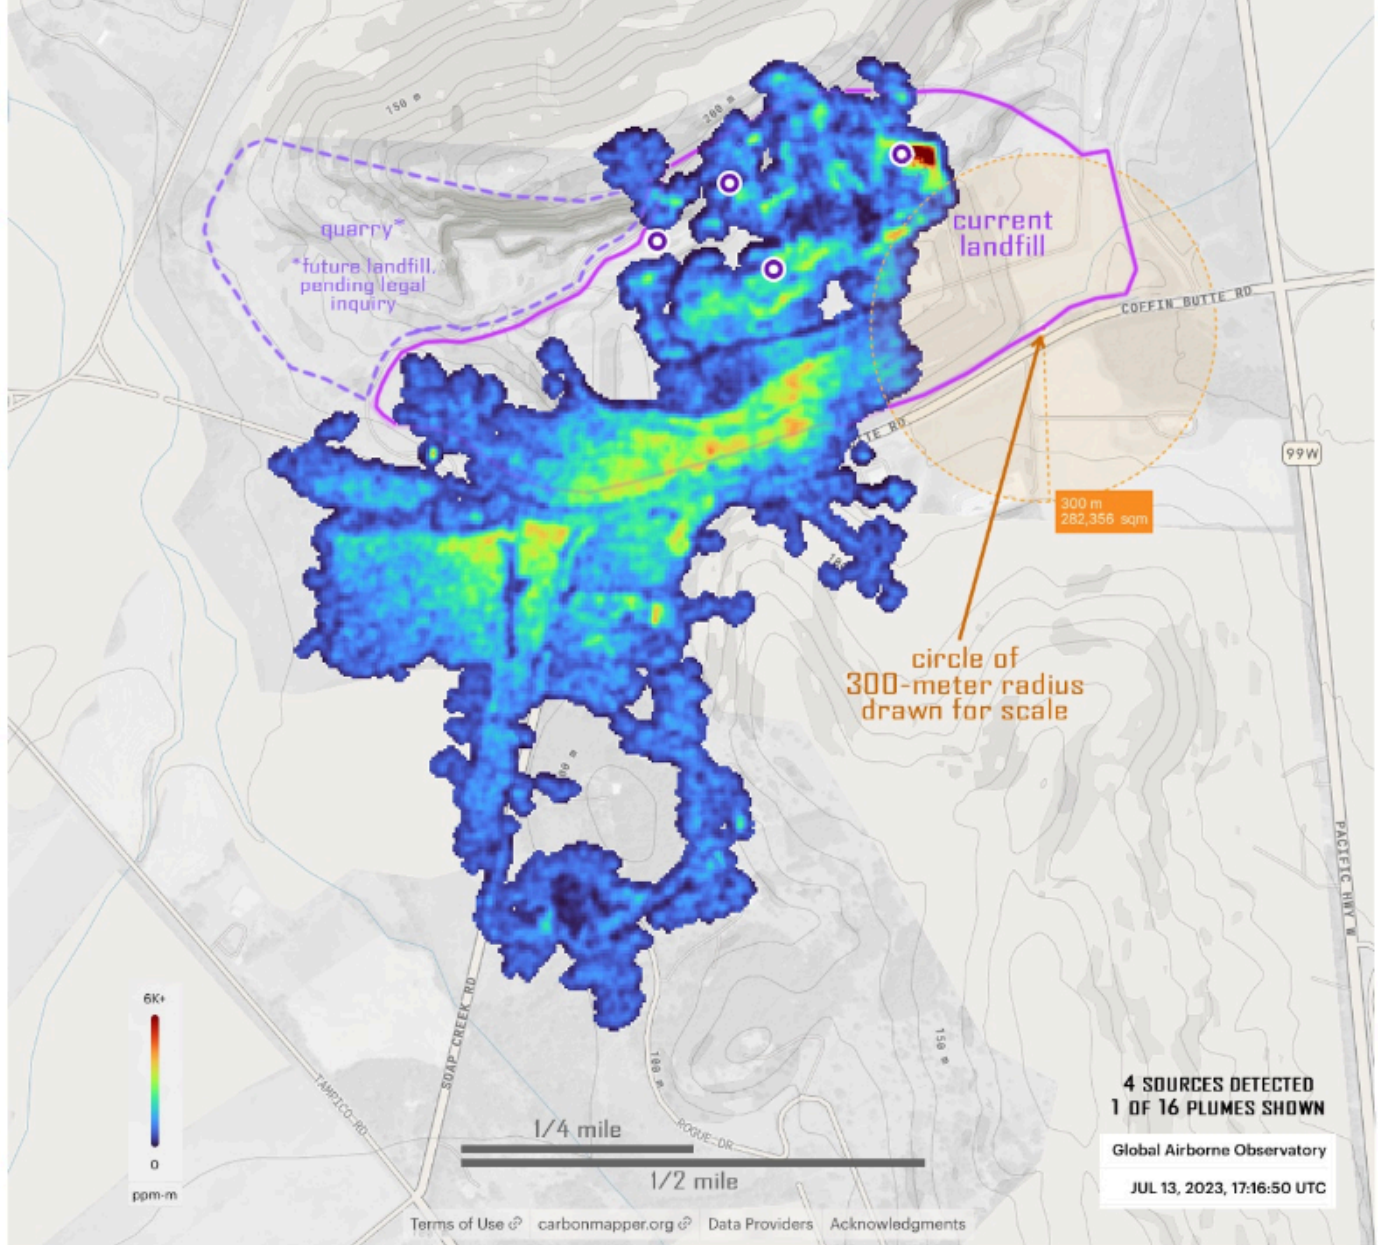 150 m
200 m
quarry*
*future landfill,
pending legal
inquiry
current
landfill
COFFIN BUTTE RD
TE RD
99W
300 m
282,356 sqm
circle of
300-meter radius
drawn for scale
PACIFIC HWY W
6K+
0
ppm-m
SOAP CREEK RD
TAMPICO RD
100 m
150 m
ROGUE DR
1/4 mile
1/2 mile
4 SOURCES DETECTED
1 OF 16 PLUMES SHOWN
Global Airborne Observatory
JUL 13, 2023, 17:16:50 UTC
Terms of Use carbonmapper.org Data Providers Acknowledgments